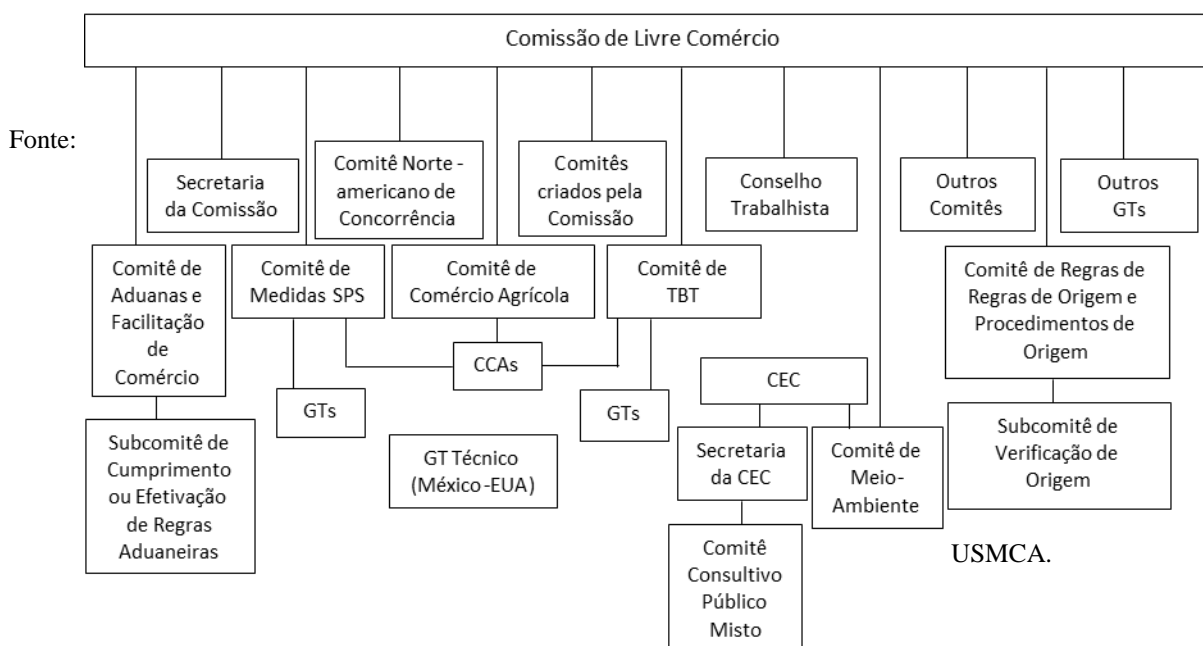 Comissão de Livre Comércio
Fonte:
Secretaria
da Comissão
Comitê Norte -
americano de
Concorrência
Comitês
criados pela
Comissão
Conselho
Trabalhista
Outros
Comitês
Outros
GTs
Comitê de
Aduanas e
Facilitação
de
Comércio
Comitê de
Medidas SPS
Comitê de
Comércio Agrícola
Comitê de
TBT
Comitê de Regras de
Regras de Origem e
Procedimentos de
Origem
CCAs
CEC
GTs
GTs
Subcomitê de
Cumprimento
ou Efetivação
de Regras
Aduaneiras
GT Técnico
(México -EUA)
Secretaria
da CEC
Comitê de
Meio-
Ambiente
Subcomitê de
Verificação de
Origem
Comitê
Consultivo
Público
Misto
USMCA.